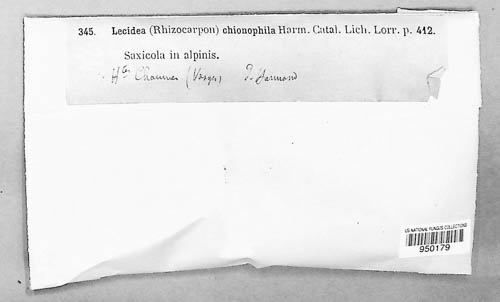 345. Lecidea (Rhizocarpon) chionophila Harm. Catal. Lich. Lorr. p. 412.
Saxicola in alpinis.
Htes Chaumes (Vosges) J. Harmand
US NATIONAL FUNGUS COLLECTIONS
950179